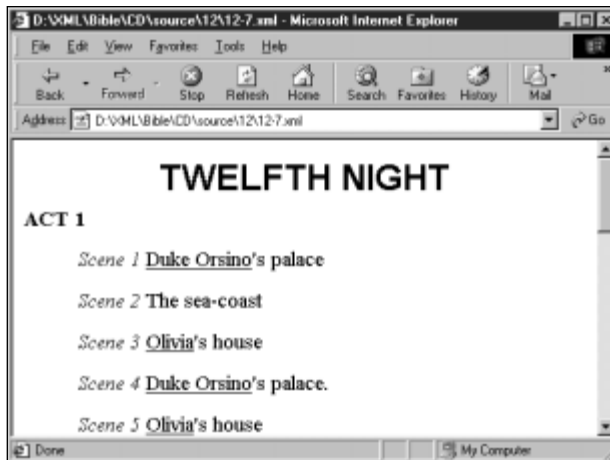 D:\XML\Bible\CD\source\12\12-7.xml - Microsoft Internet Explorer
File Edit View Favorites Tools Help
Back Forward Stop Refresh Home Search Favorites History Mail
Address D:\XML\Bible\CD\source\12\12-7.xml Go
TWELFTH NIGHT
ACT 1
Scene 1 Duke Orsino's palace
Scene 2 The sea-coast
Scene 3 Olivia's house
Scene 4 Duke Orsino's palace.
Scene 5 Olivia's house
Done My Computer